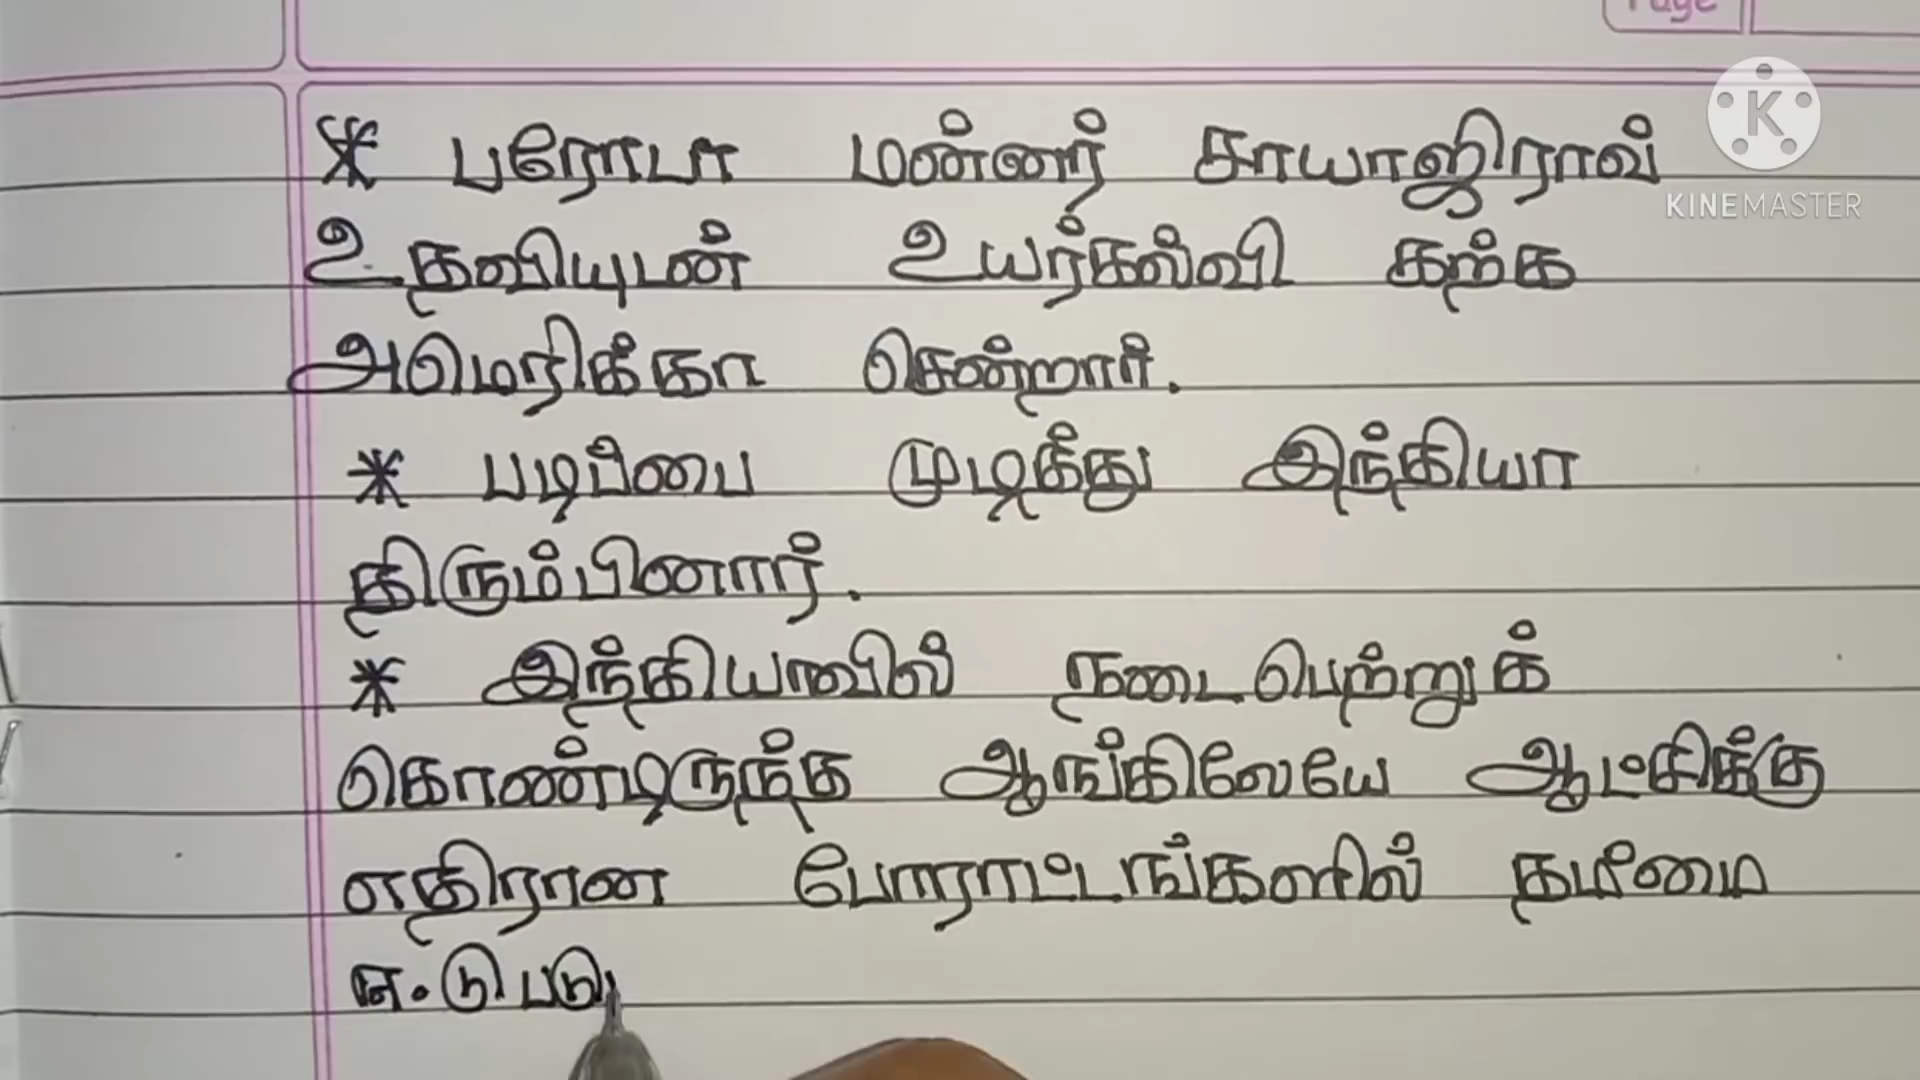 Page
* பரோடா மன்னர் சாயாஜிராவ்
உதவியுடன் உயர்கல்வி கற்க
அமெரிக்கா சென்றார்.
* படிப்பை முடித்து இந்தியா
திரும்பினார்.
* இந்தியாவில் நடைபெற்றுக்
கொண்டிருந்த ஆங்கிலேயே ஆட்சிக்கு
எதிரான போராட்டங்களில் தம்மை
ஈடுபடு
K
KINEMASTER